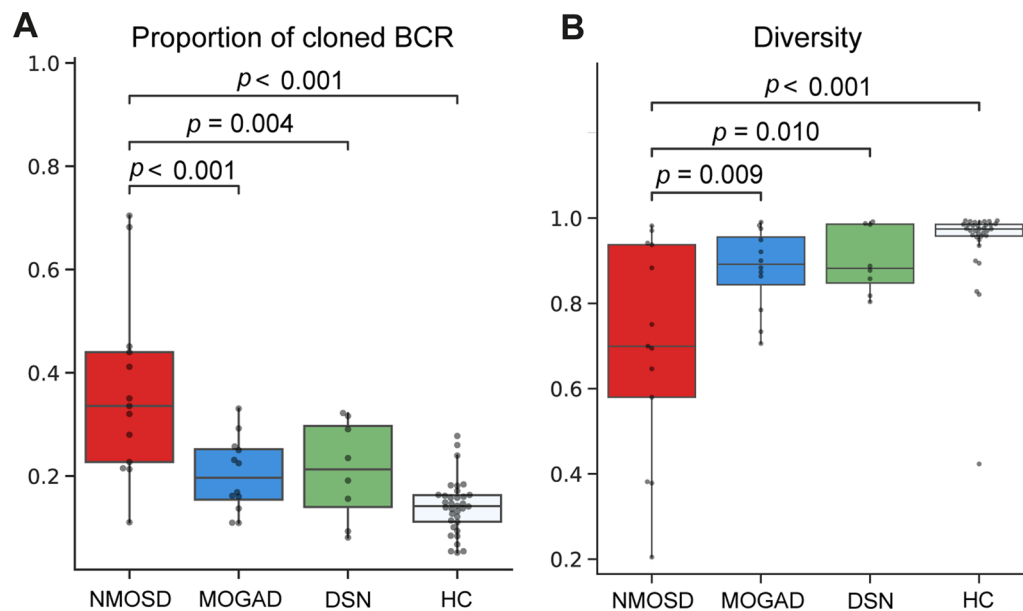 A
Proportion of cloned BCR
1.0
0.8
0.6
0.4
0.2
p < 0.001
p = 0.004
p < 0.001
NMOSD MOGAD DSN HC
B
Diversity
1.0
0.8
0.6
0.4
0.2
p < 0.001
p = 0.010
p = 0.009
NMOSD MOGAD DSN HC